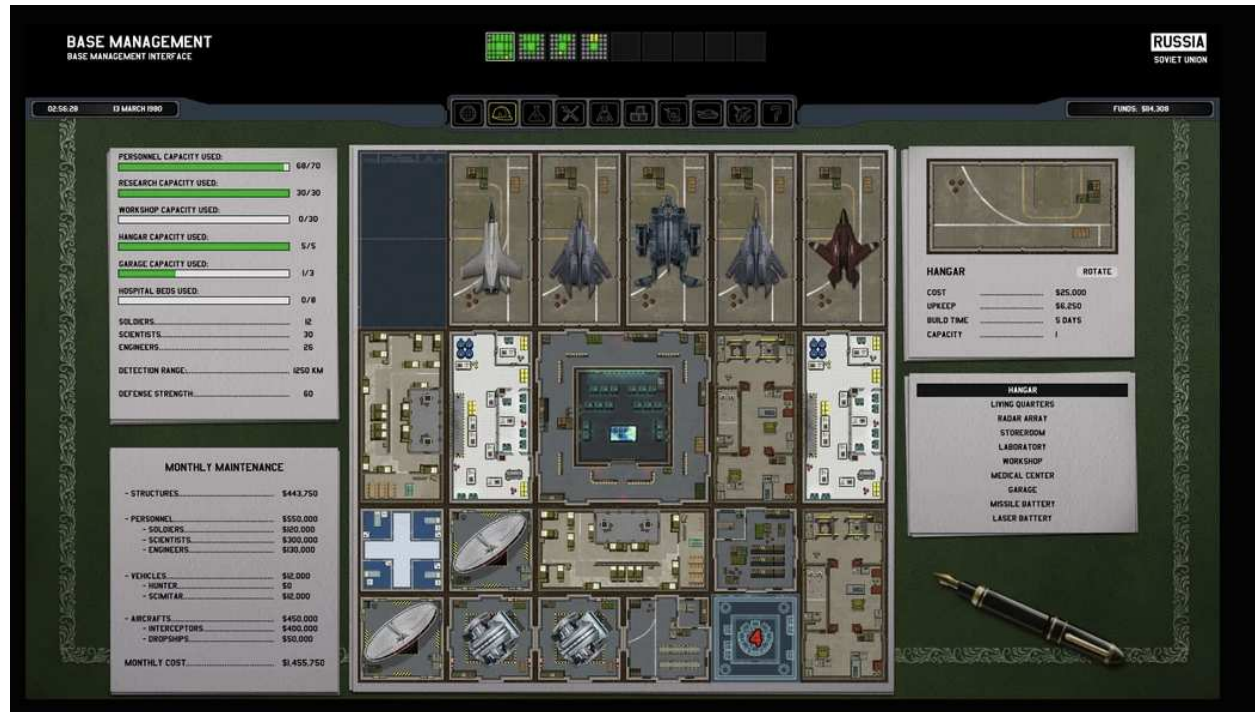 BASE MANAGEMENT
BASE MANAGEMENT INTERFACE
RUSSIA
SOVIET UNION
02:56:28 13 MARCH 1980
FUNDS: $114,308
PERSONNEL CAPACITY USED:
68/70
RESEARCH CAPACITY USED:
30/30
WORKSHOP CAPACITY USED:
0/30
HANGAR CAPACITY USED:
5/5
GARAGE CAPACITY USED:
1/3
HOSPITAL BEDS USED:
0/8
SOLDIERS 12
SCIENTISTS 30
ENGINEERS 26
DETECTION RANGE: 1250 KM
DEFENSE STRENGTH 60
MONTHLY MAINTENANCE
- STRUCTURES $443,750
- PERSONNEL $550,000
- SOLDIERS $120,000
- SCIENTISTS $300,000
- ENGINEERS $130,000
- VEHICLES $12,000
- HUNTER $0
- SCIMITAR $12,000
- AIRCRAFTS $450,000
- INTERCEPTORS $400,000
- DROPSHIPS $50,000
MONTHLY COST $1,455,750
4
HANGAR ROTATE
COST $25,000
UPKEEP $6,250
BUILD TIME 5 DAYS
CAPACITY 1
HANGAR
LIVING QUARTERS
RADAR ARRAY
STOREROOM
LABORATORY
WORKSHOP
MEDICAL CENTER
GARAGE
MISSILE BATTERY
LASER BATTERY